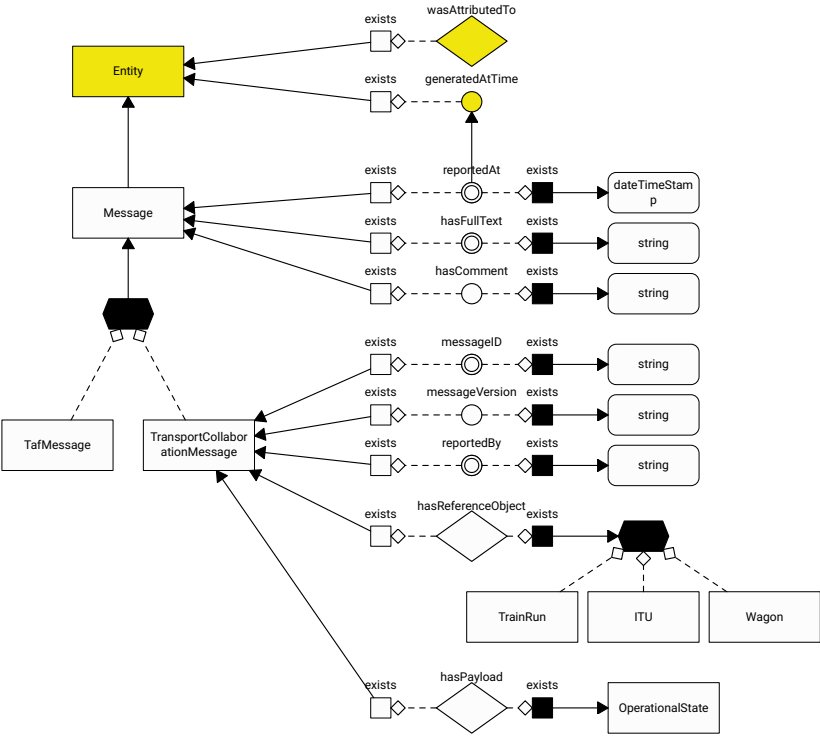 wasAttributedTo
exists
Entity
generatedAtTime
exists
exists
reportedAt
exists
dateTimeStam
p
Message
exists
hasFullText
exists
string
exists
hasComment
exists
string
exists
messageID
exists
string
exists
messageVersion
exists
string
TafMessage
TransportCollabor
ationMessage
exists
reportedBy
exists
string
exists
hasReferenceObject
exists
TrainRun
ITU
Wagon
exists
hasPayload
exists
OperationalState